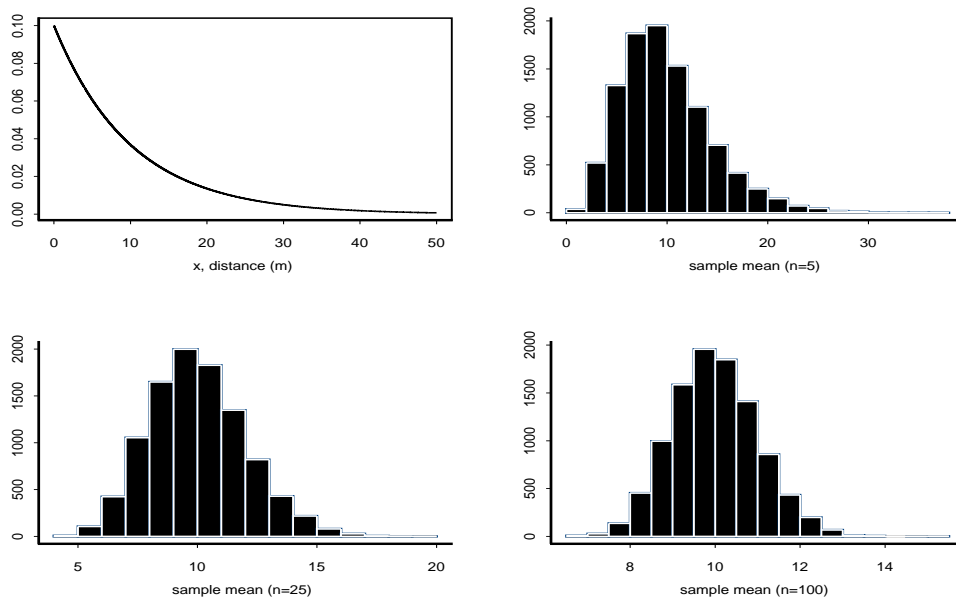 0.00 0.02 0.04 0.06 0.08 0.10
0 10 20 30 40 50
x, distance (m)
0 500 1000 1500 2000
0 10 20 30
sample mean (n=5)
0 500 1000 1500 2000
5 10 15 20
sample mean (n=25)
0 500 1000 1500 2000
8 10 12 14
sample mean (n=100)